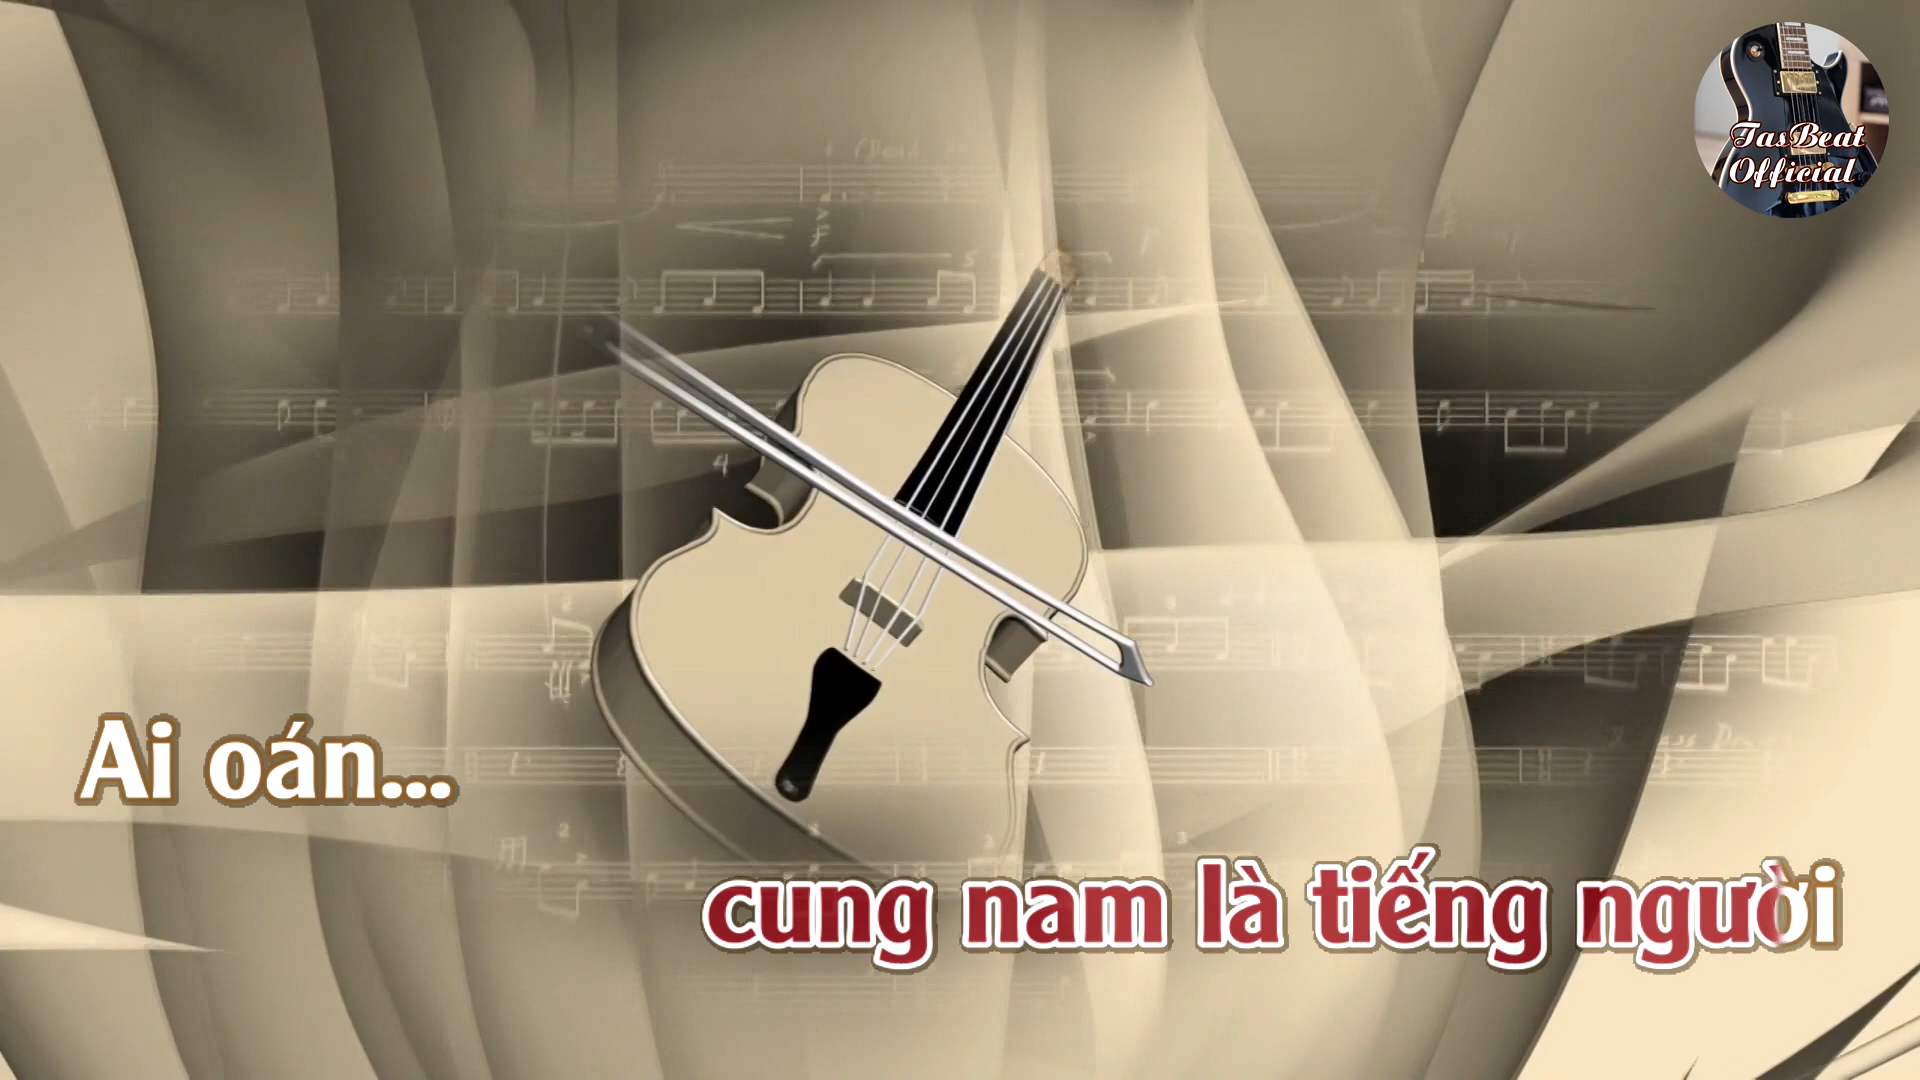 TasBeat
Official
Ai oán...
cung nam là tiếng người